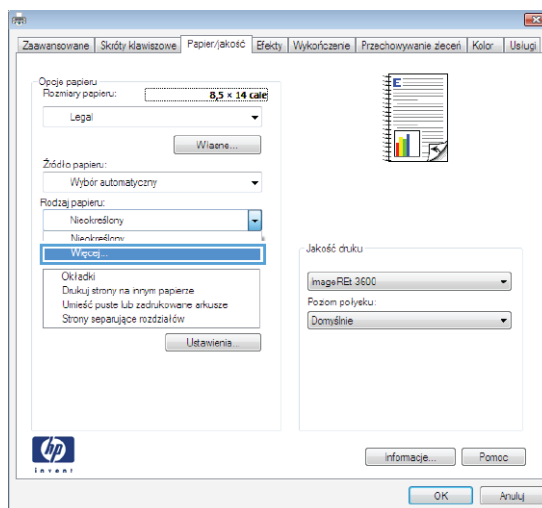 Zaawansowane Skróty klawiszowe Papier/jakość Efekty Wykończenie Przechowywanie zleceń Kolor Usługi
Opcje papieru
Rozmiary papieru: 8,5 × 14 cale
Legal
Własne...
Źródło papieru:
Wybór automatyczny
Rodzaj papieru:
Nieokreślony
Nieokreślony
Więcej...
Okładki
Drukuj strony na innym papierze
Umieść puste lub zadrukowane arkusze
Strony separujące rozdziałów
Ustawienia...
E
Jakość druku
ImageREt 3600
Poziom połysku:
Domyślnie
hp
invent
Informacje... Pomoc
OK Anuluj